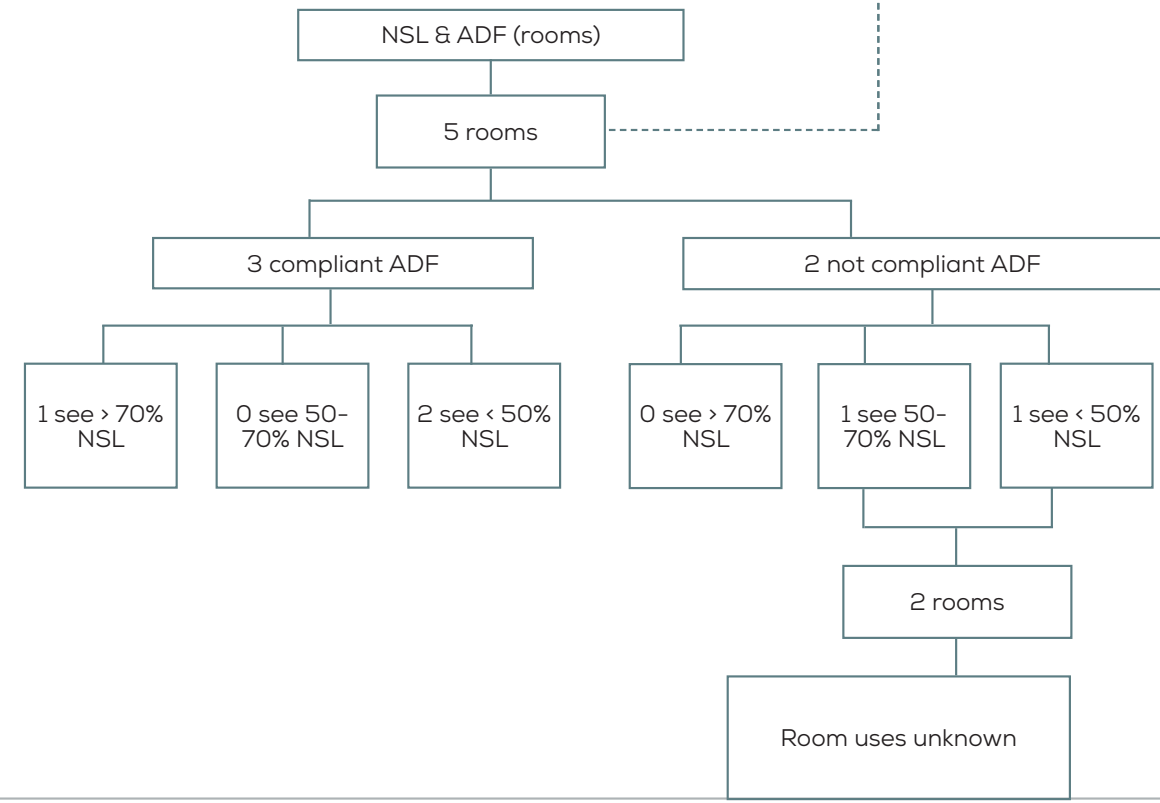 NSL & ADF (rooms)
5 rooms
3 compliant ADF
2 not compliant ADF
1 see > 70%
NSL
0 see 50-
70% NSL
2 see < 50%
NSL
0 see > 70%
NSL
1 see 50-
70% NSL
1 see < 50%
NSL
2 rooms
Room uses unknown